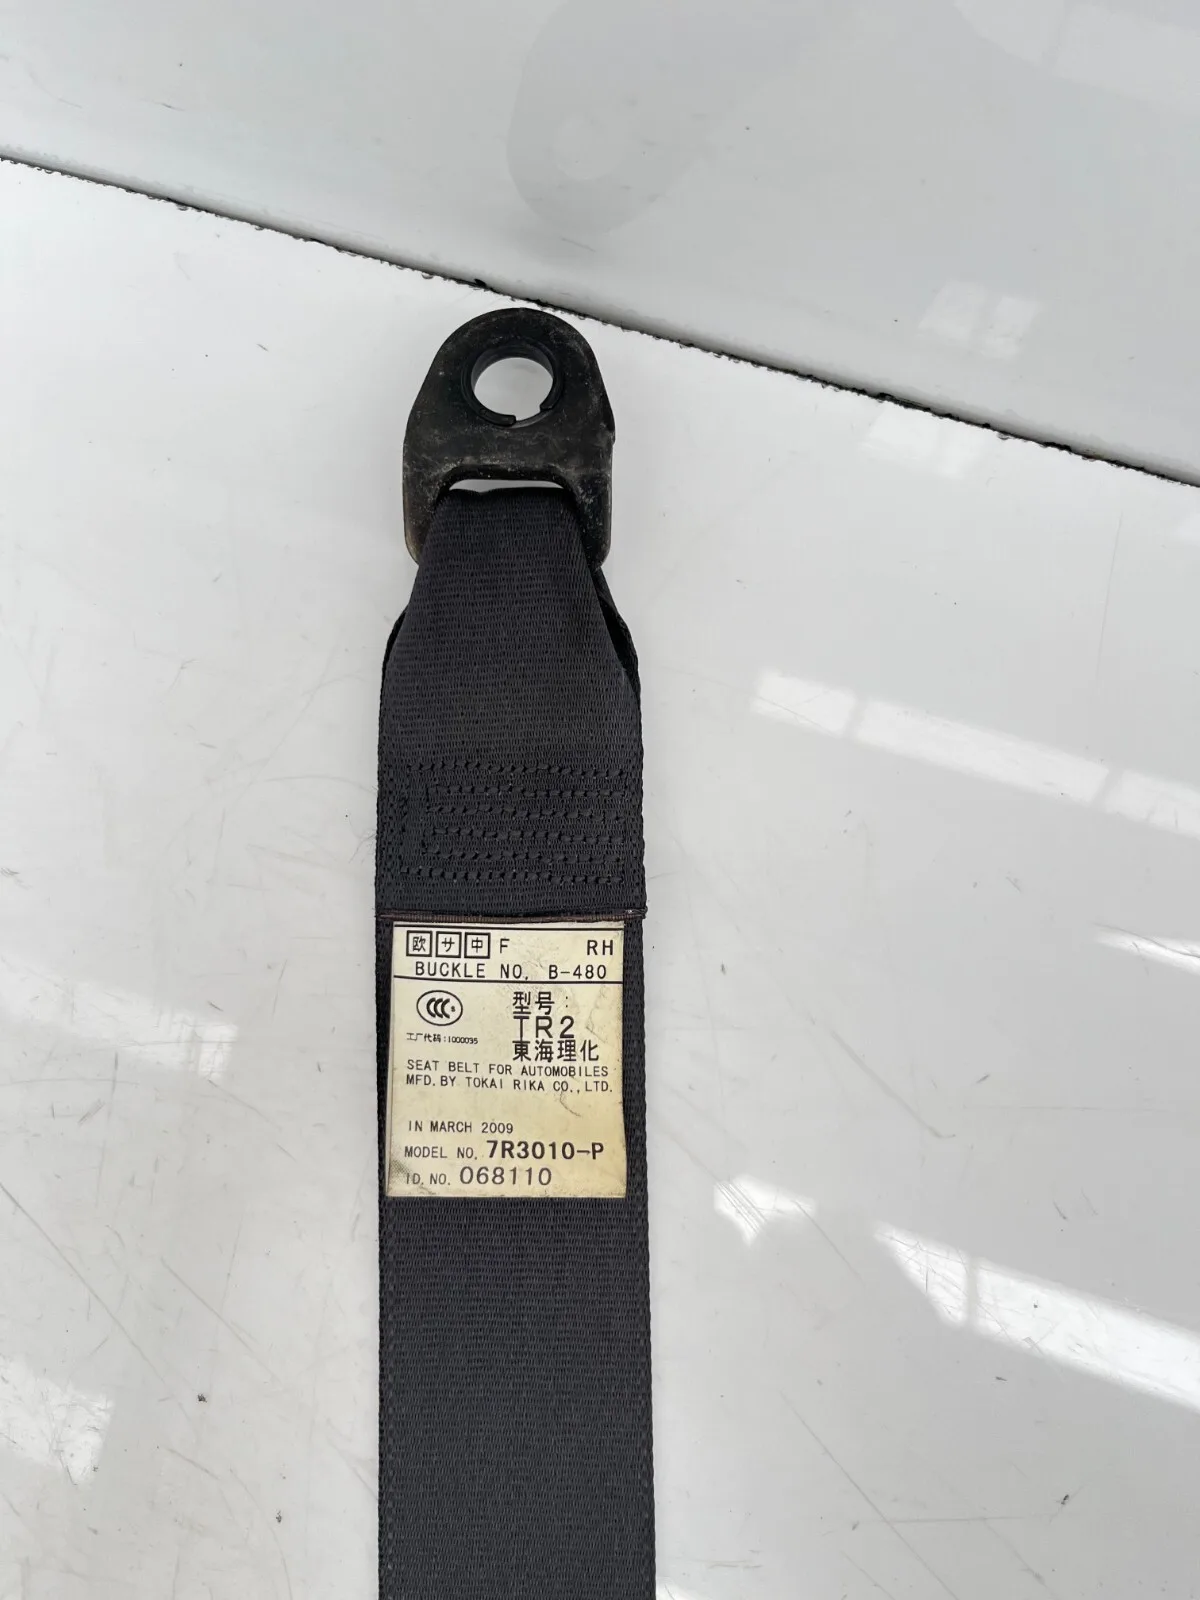 欧 サ 中 F RH
BUCKLE NO. B-480
CCC S 型号:
工厂代码:1000035 TR2
東海理化
SEAT BELT FOR AUTOMOBILES
MFD. BY TOKAI RIKA CO., LTD.
IN MARCH 2009
MODEL NO. 7R3010-P
ID. NO. 068110